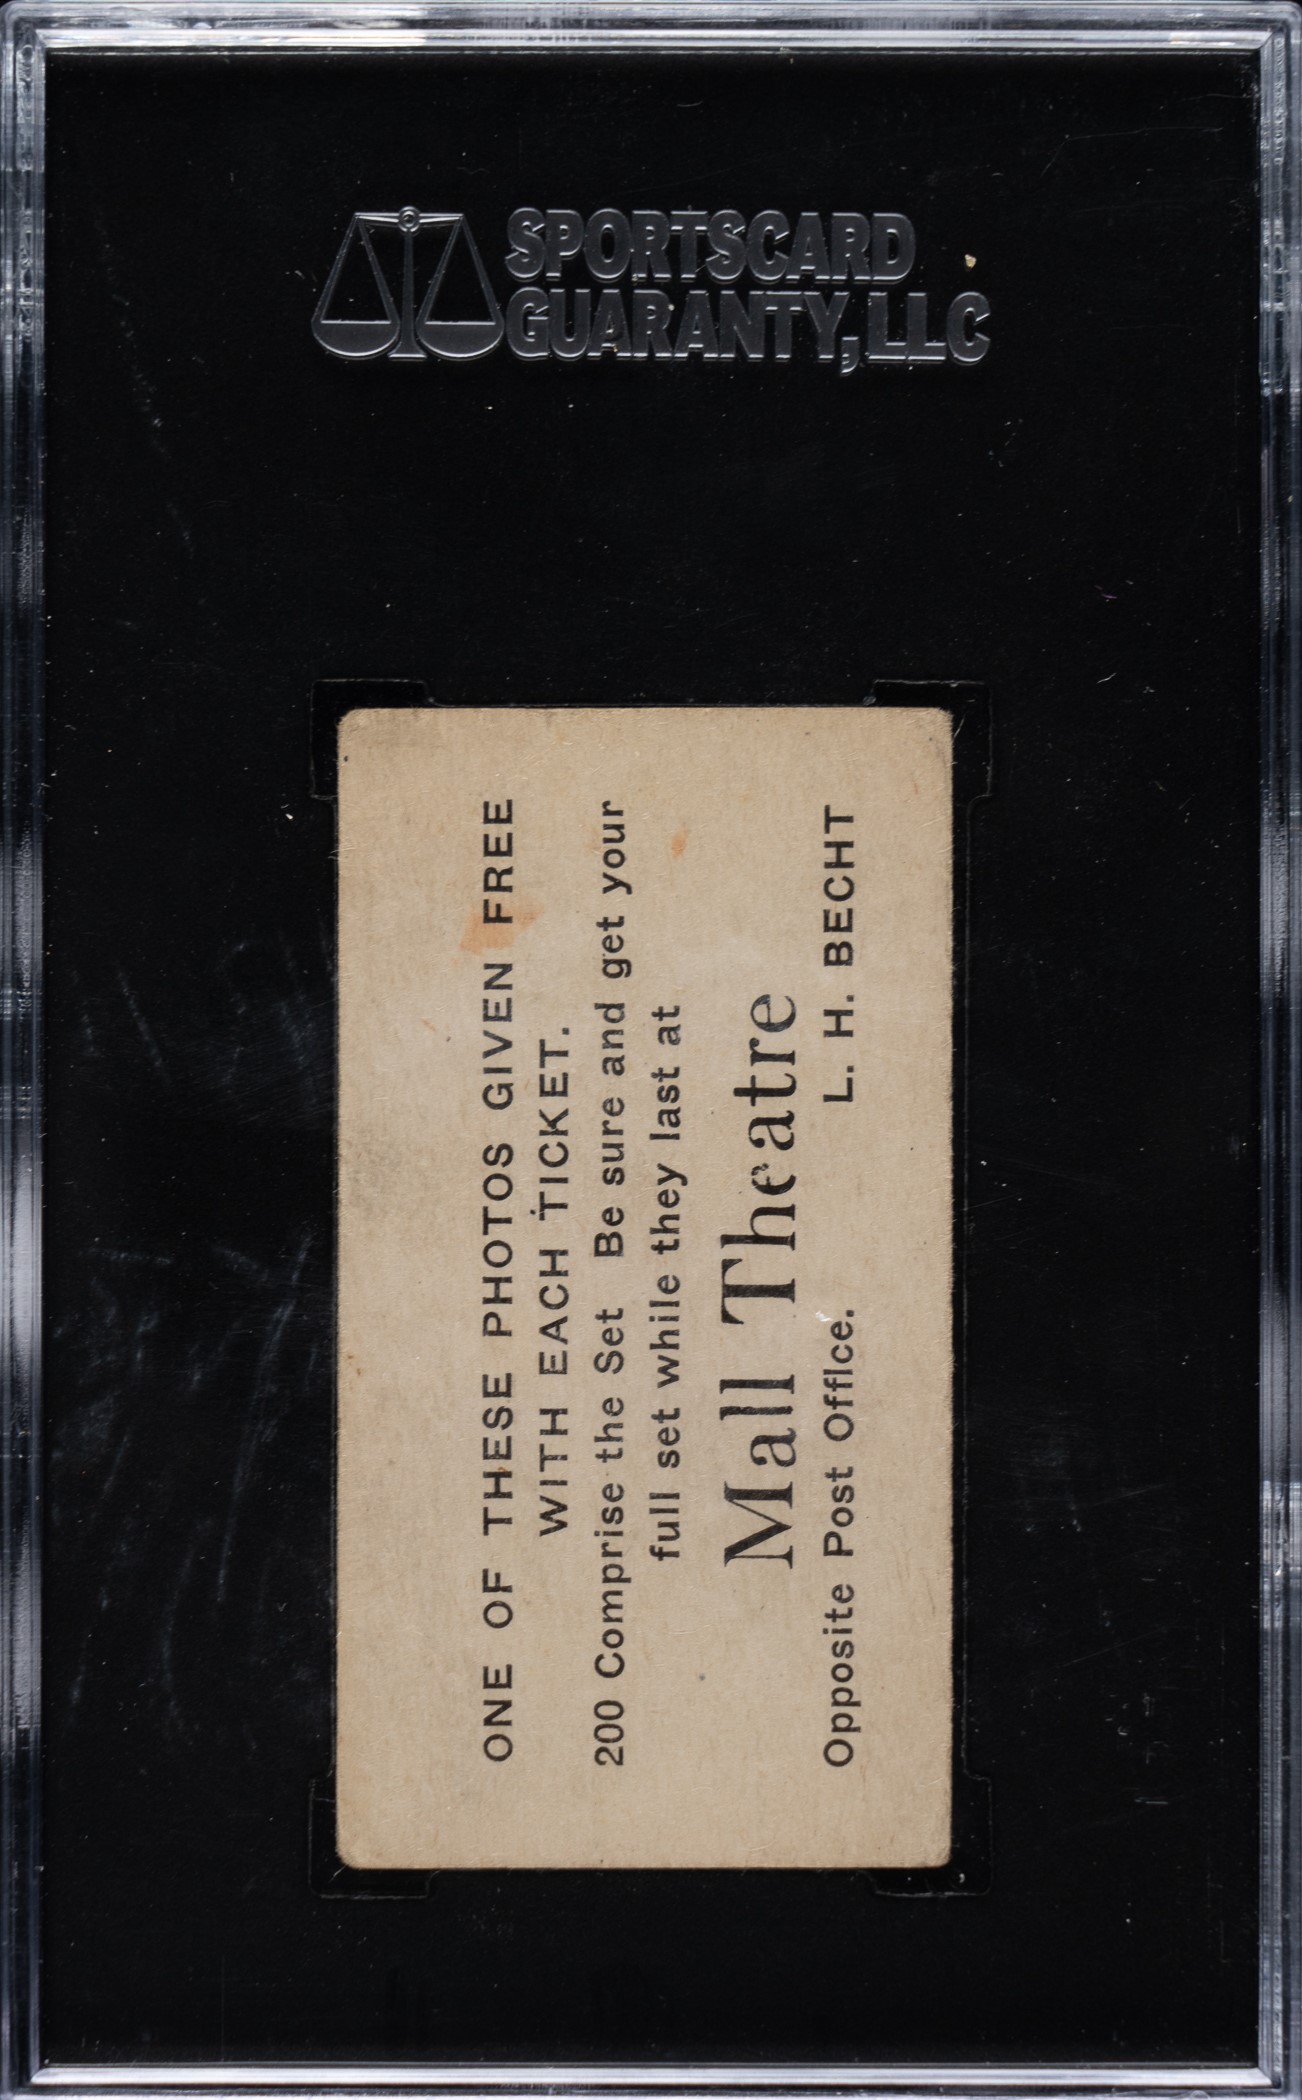 SPORTSCARD
GUARANTY, LLC
ONE OF THESE PHOTOS GIVEN FREE
WITH EACH TICKET.
200 Comprise the Set Be sure and get your
full set while they last at
Mall Theatre
Opposite Post Office. L. H. BECHT